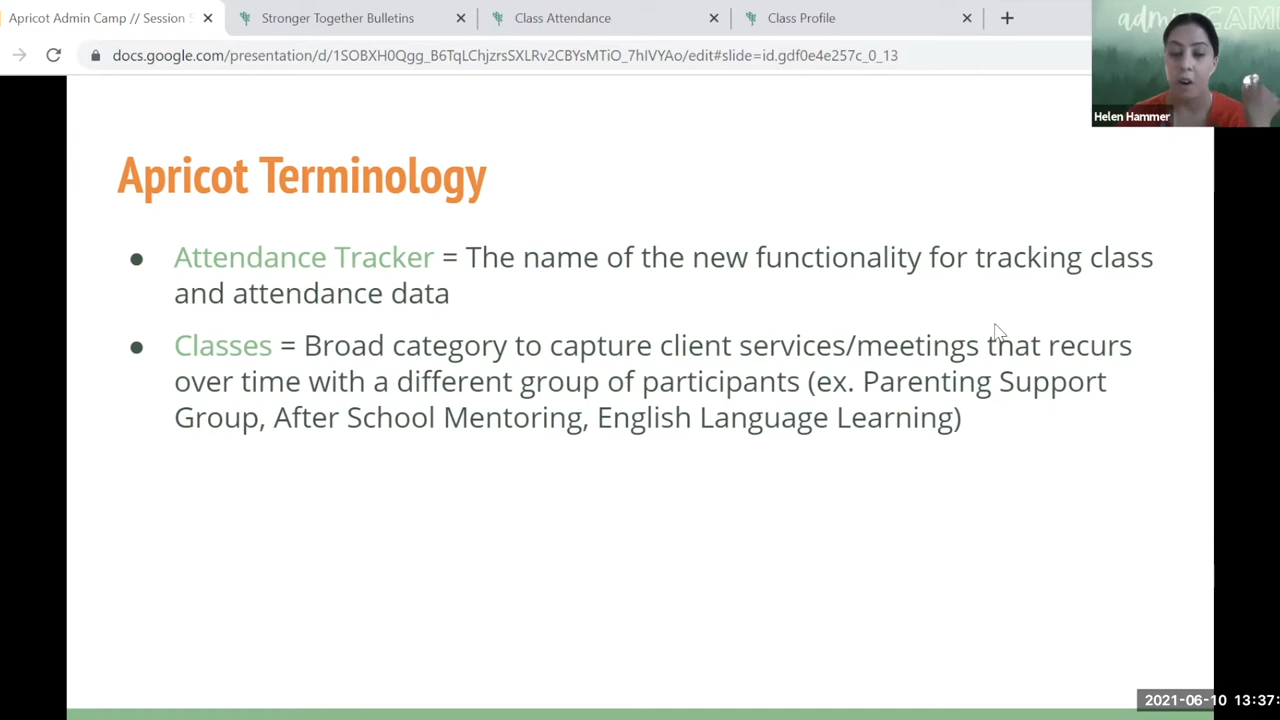 Apricot Admin Camp // Session
Stronger Together Bulletins
Class Attendance
Class Profile
docs.google.com/presentation/d/1SOBXH0Qgg_B6TqLChjzrsSXLRv2CBYsMTiO_7hIVYAo/edit#slide=id.gdf0e4e257c_0_13
admin CAM
Helen Hammer
Apricot Terminology
● Attendance Tracker = The name of the new functionality for tracking class
and attendance data
● Classes = Broad category to capture client services/meetings that recurs
over time with a different group of participants (ex. Parenting Support
Group, After School Mentoring, English Language Learning)
2021-06-10 13:37: